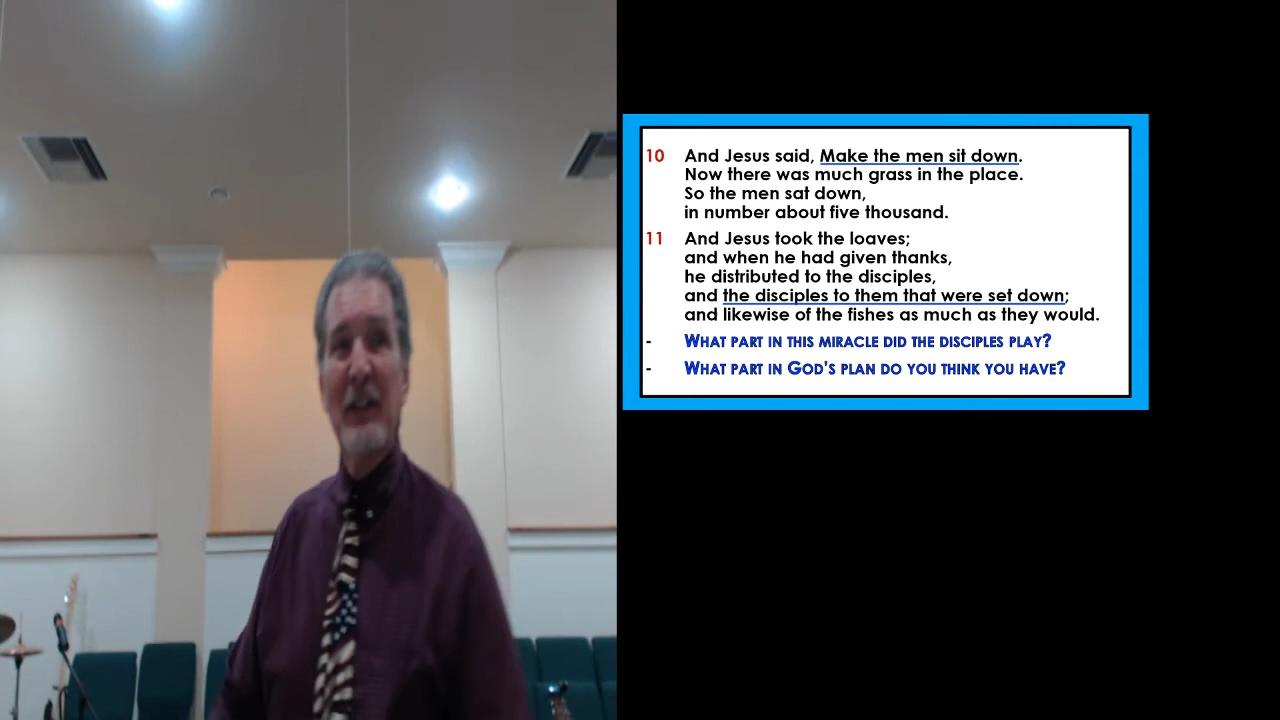 10 And Jesus said, Make the men sit down.
Now there was much grass in the place.
So the men sat down,
in number about five thousand.
11 And Jesus took the loaves;
and when he had given thanks,
he distributed to the disciples,
and the disciples to them that were set down;
and likewise of the fishes as much as they would.
- What part in this miracle did the disciples play?
- What part in God's plan do you think you have?